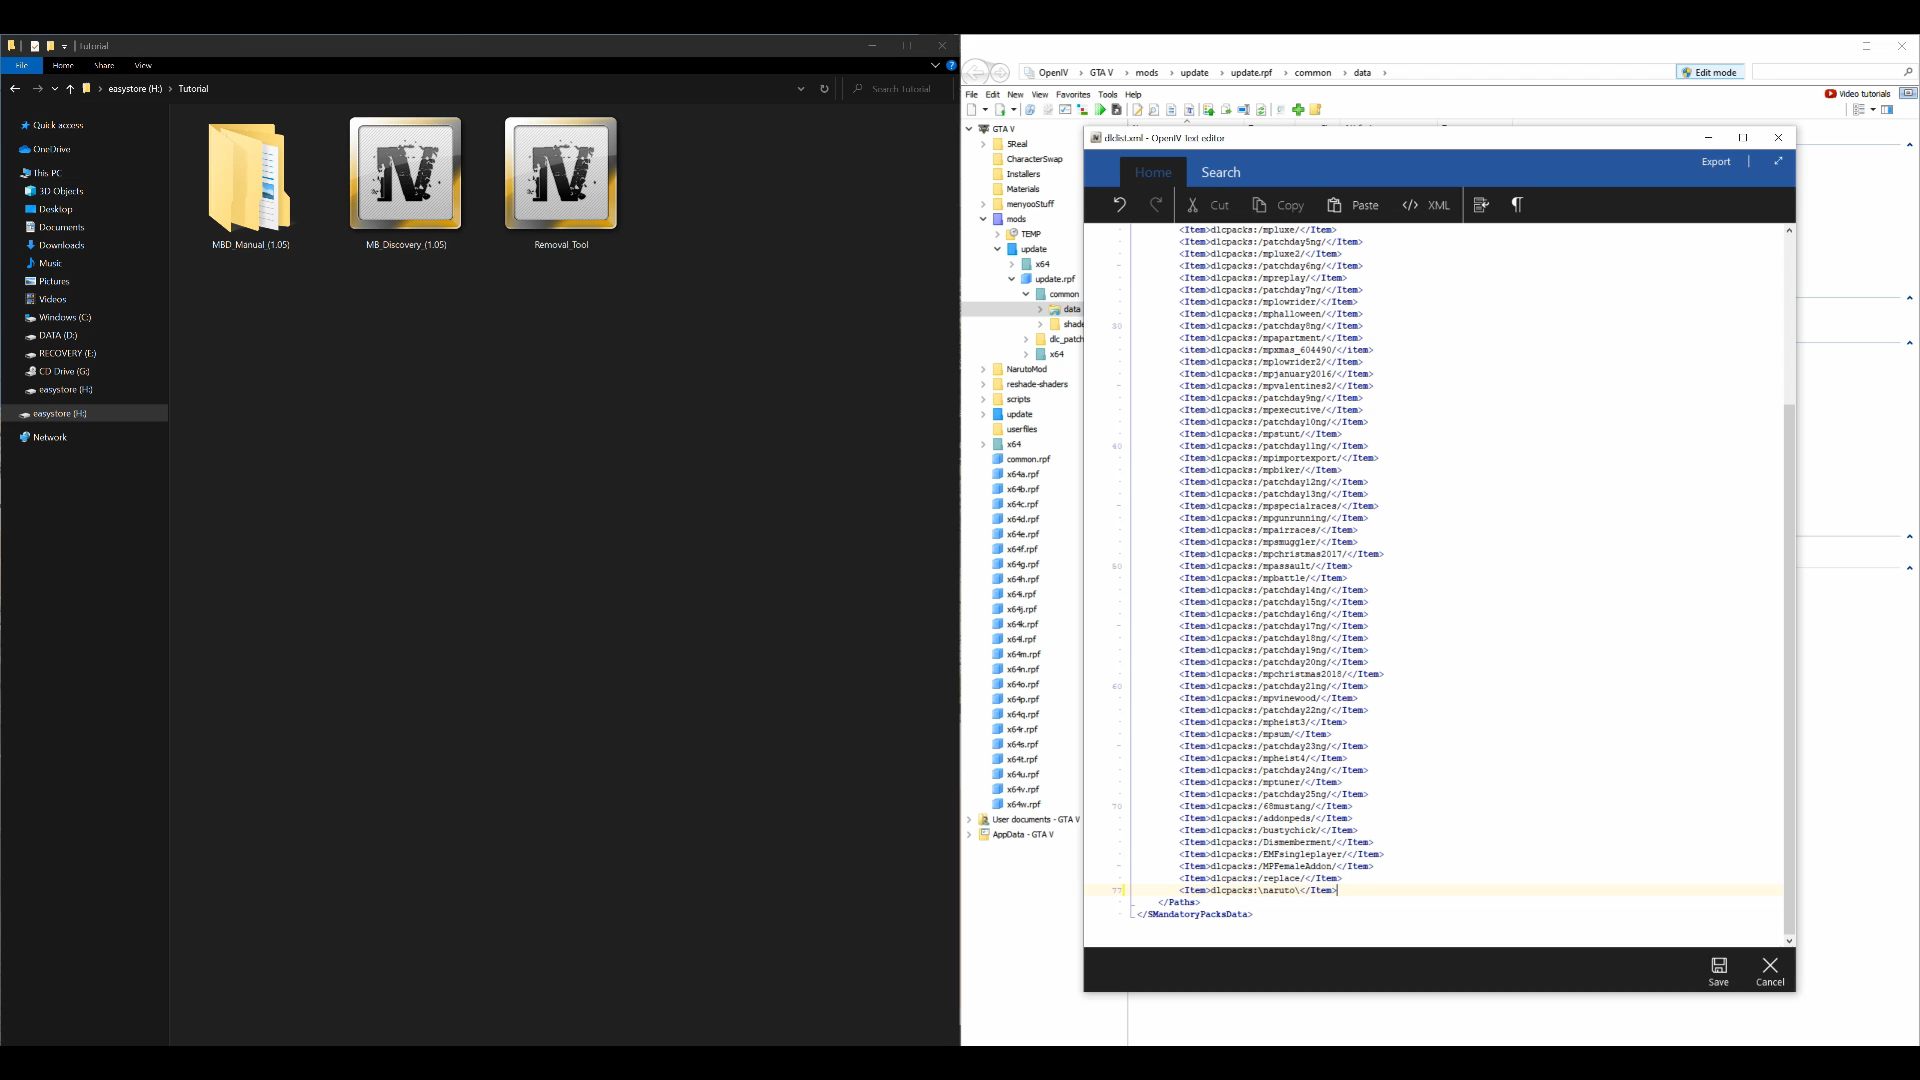 Tutorial
File Home Share View
easystore (H:) > Tutorial
Search Tutorial
Quick access
OneDrive
This PC
3D Objects
Desktop
Documents
Downloads
Music
Pictures
Videos
Windows (C:)
DATA (D:)
RECOVERY (E:)
CD Drive (G:)
easystore (H:)
easystore (H:)
Network
MBD_Manual_(1.05)
MB_Discovery_(1.05)
Removal_Tool
OpenIV > GTA V > mods > update > update.rpf > common > data >
Edit mode
File Edit New View Favorites Tools Help
Video tutorials
GTA V
5Real
CharacterSwap
Installers
Materials
menyooStuff
mods
TEMP
update
x64
update.rpf
common
data
shade
dlc_patch
x64
NarutoMod
reshade-shaders
scripts
update
userfiles
x64
common.rpf
x64a.rpf
x64b.rpf
x64c.rpf
x64d.rpf
x64e.rpf
x64f.rpf
x64g.rpf
x64h.rpf
x64i.rpf
x64j.rpf
x64k.rpf
x64l.rpf
x64m.rpf
x64n.rpf
x64o.rpf
x64p.rpf
x64q.rpf
x64r.rpf
x64s.rpf
x64t.rpf
x64u.rpf
x64v.rpf
x64w.rpf
User documents - GTA V
AppData - GTA V
dlclist.xml - OpenIV Text editor
Home Search
Export
Cut Copy Paste </> XML
<Item>dlcpacks:/mpluxe/</Item>
<Item>dlcpacks:/patchday5ng/</Item>
<Item>dlcpacks:/mpluxe2/</Item>
<Item>dlcpacks:/patchday6ng/</Item>
<Item>dlcpacks:/mpreplay/</Item>
<Item>dlcpacks:/patchday7ng/</Item>
<Item>dlcpacks:/mplowrider/</Item>
<Item>dlcpacks:/mphalloween/</Item>
30 <Item>dlcpacks:/patchday8ng/</Item>
<Item>dlcpacks:/mpapartment/</Item>
<item>dlcpacks:/mpxmas_604490/</item>
<Item>dlcpacks:/mplowrider2/</Item>
<Item>dlcpacks:/mpjanuary2016/</Item>
<Item>dlcpacks:/mpvalentines2/</Item>
<Item>dlcpacks:/patchday9ng/</Item>
<Item>dlcpacks:/mpexecutive/</Item>
<Item>dlcpacks:/patchday10ng/</Item>
<Item>dlcpacks:/mpstunt/</Item>
40 <Item>dlcpacks:/patchday11ng/</Item>
<Item>dlcpacks:/mpimportexport/</Item>
<Item>dlcpacks:/mpbiker/</Item>
<Item>dlcpacks:/patchday12ng/</Item>
<Item>dlcpacks:/patchday13ng/</Item>
<Item>dlcpacks:/mpspecialraces/</Item>
<Item>dlcpacks:/mpgunrunning/</Item>
<Item>dlcpacks:/mpairraces/</Item>
<Item>dlcpacks:/mpsmuggler/</Item>
<Item>dlcpacks:/mpchristmas2017/</Item>
50 <Item>dlcpacks:/mpassault/</Item>
<Item>dlcpacks:/mpbattle/</Item>
<Item>dlcpacks:/patchday14ng/</Item>
<Item>dlcpacks:/patchday15ng/</Item>
<Item>dlcpacks:/patchday16ng/</Item>
<Item>dlcpacks:/patchday17ng/</Item>
<Item>dlcpacks:/patchday18ng/</Item>
<Item>dlcpacks:/patchday19ng/</Item>
<Item>dlcpacks:/patchday20ng/</Item>
<Item>dlcpacks:/mpchristmas2018/</Item>
60 <Item>dlcpacks:/patchday21ng/</Item>
<Item>dlcpacks:/mpvinewood/</Item>
<Item>dlcpacks:/patchday22ng/</Item>
<Item>dlcpacks:/mpheist3/</Item>
<Item>dlcpacks:/mpsum/</Item>
<Item>dlcpacks:/patchday23ng/</Item>
<Item>dlcpacks:/mpheist4/</Item>
<Item>dlcpacks:/patchday24ng/</Item>
<Item>dlcpacks:/mptuner/</Item>
<Item>dlcpacks:/patchday25ng/</Item>
70 <Item>dlcpacks:/68mustang/</Item>
<Item>dlcpacks:/addonpeds/</Item>
<Item>dlcpacks:/bustychick/</Item>
<Item>dlcpacks:/Dismemberment/</Item>
<Item>dlcpacks:/EMFsingleplayer/</Item>
<Item>dlcpacks:/MPFemaleAddon/</Item>
<Item>dlcpacks:/replace/</Item>
77 <Item>dlcpacks:\naruto\</Item>
</Paths>
</SMandatoryPacksData>
Save Cancel